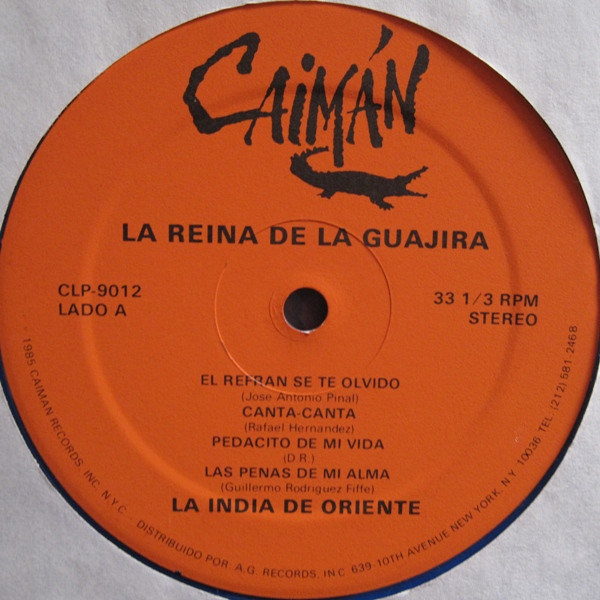 CAIMÁN
LA REINA DE LA GUAJIRA
CLP-9012
LADO A
33 1/3 RPM
STEREO
EL REFRAN SE TE OLVIDO
(Jose Antonio Pinal)
CANTA-CANTA
(Rafael Hernandez)
PEDACITO DE MI VIDA
(D.R.)
LAS PENAS DE MI ALMA
(Guillermo Rodriguez Fiffe)
LA INDIA DE ORIENTE
1985 CAIMAN RECORDS, INC. N.Y.C. DISTRIBUIDO POR A.G. RECORDS, INC 639-10TH AVENUE NEW YORK, N.Y. 10036 TEL. (212) 581 2468